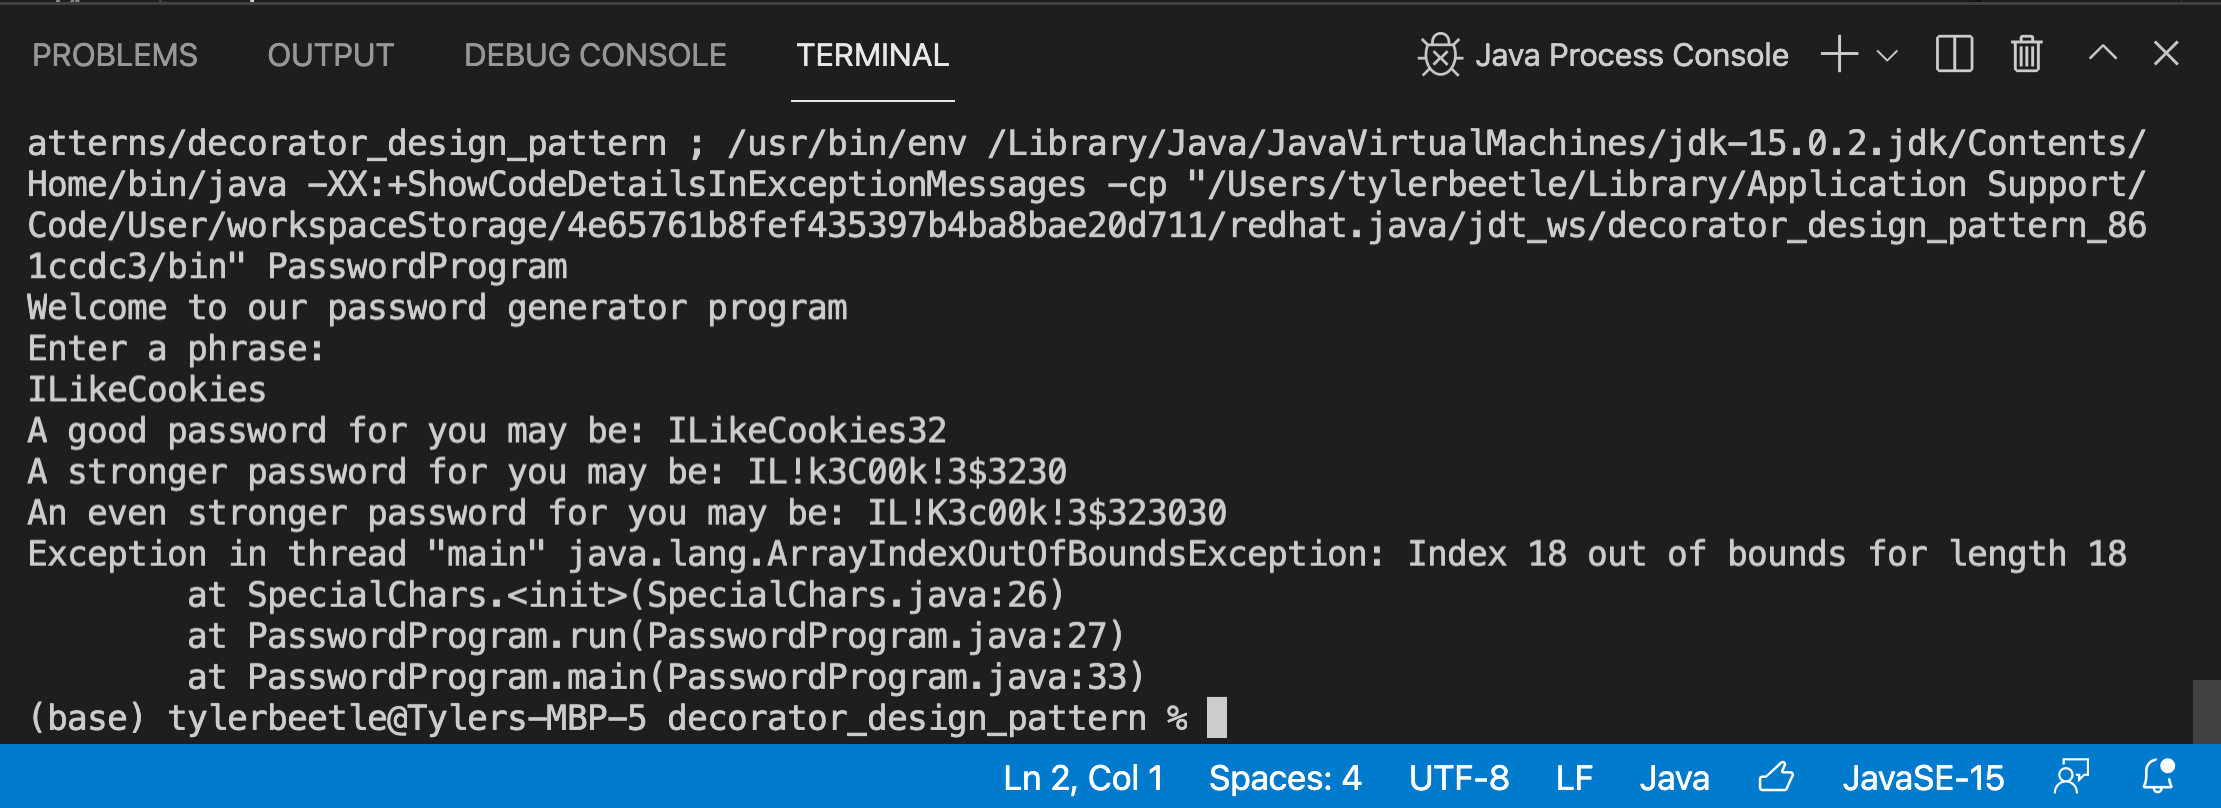 PROBLEMS OUTPUT DEBUG CONSOLE TERMINAL Java Process Console
atterns/decorator_design_pattern ; /usr/bin/env /Library/Java/JavaVirtualMachines/jdk-15.0.2.jdk/Contents/
Home/bin/java -XX:+ShowCodeDetailsInExceptionMessages -cp "/Users/tylerbeetle/Library/Application Support/
Code/User/workspaceStorage/4e65761b8fef435397b4ba8bae20d711/redhat.java/jdt_ws/decorator_design_pattern_86
1ccdc3/bin" PasswordProgram
Welcome to our password generator program
Enter a phrase:
ILikeCookies
A good password for you may be: ILikeCookies32
A stronger password for you may be: IL!k3C00k!3$3230
An even stronger password for you may be: IL!K3c00k!3$323030
Exception in thread "main" java.lang.ArrayIndexOutOfBoundsException: Index 18 out of bounds for length 18
at SpecialChars.<init>(SpecialChars.java:26)
at PasswordProgram.run(PasswordProgram.java:27)
at PasswordProgram.main(PasswordProgram.java:33)
(base) tylerbeetle@Tylers-MBP-5 decorator_design_pattern %
Ln 2, Col 1 Spaces: 4 UTF-8 LF Java JavaSE-15